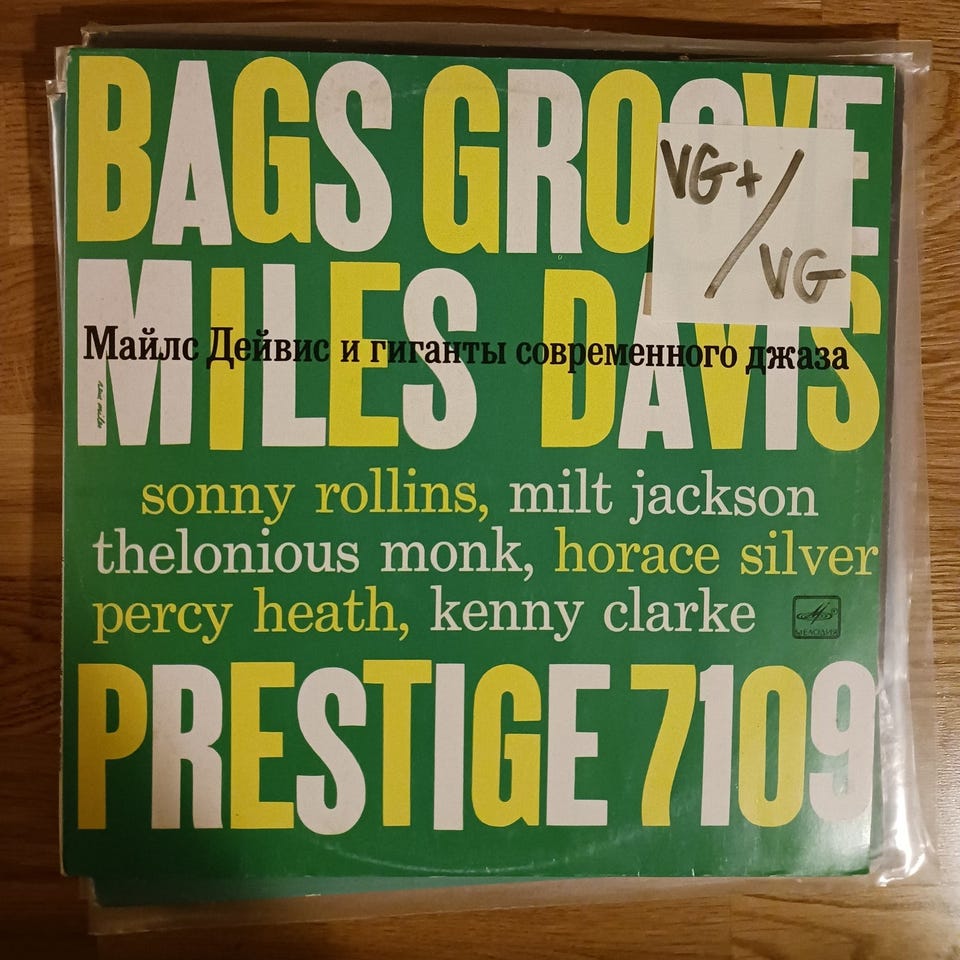 BAGS GROOVE
VG+/VG
MILES DAVIS
Майлс Дейвис и гиганты современного джаза
sonny rollins, milt jackson
thelonious monk, horace silver
percy heath, kenny clarke
МЕЛОДИЯ
PRESTIGE 7109